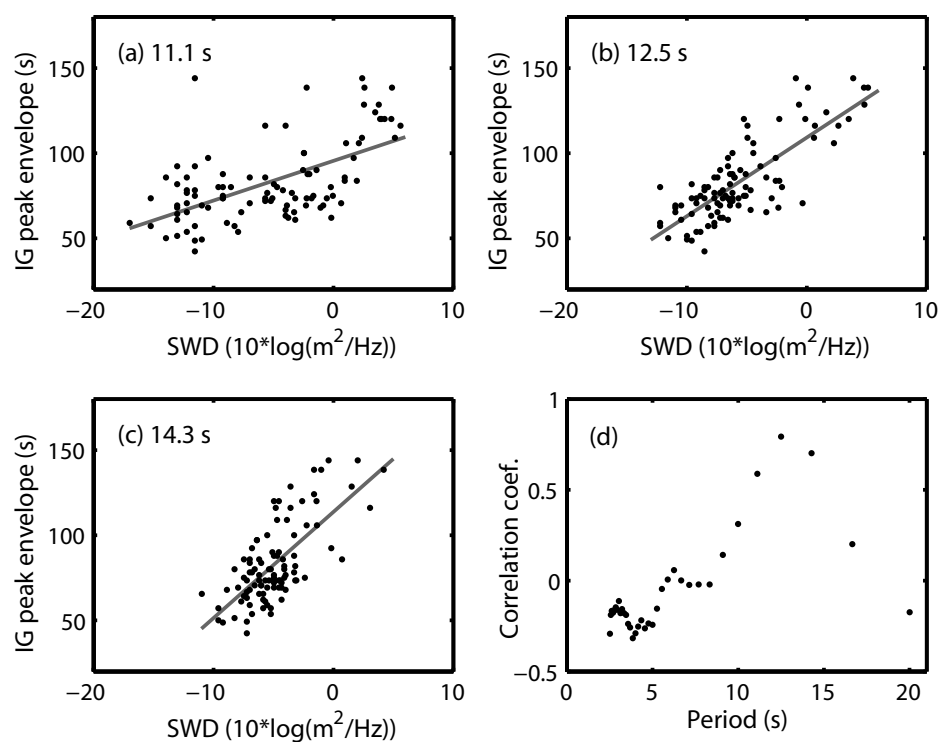 (a) 11.1 s
IG peak envelope (s)
150
100
50
−20
−10
0
10
SWD (10*log(m²/Hz))
(b) 12.5 s
IG peak envelope (s)
150
100
50
−20
−10
0
10
SWD (10*log(m²/Hz))
(c) 14.3 s
IG peak envelope (s)
150
100
50
−20
−10
0
10
SWD (10*log(m²/Hz))
(d)
Correlation coef.
1
0.5
0
−0.5
0
5
10
15
20
Period (s)